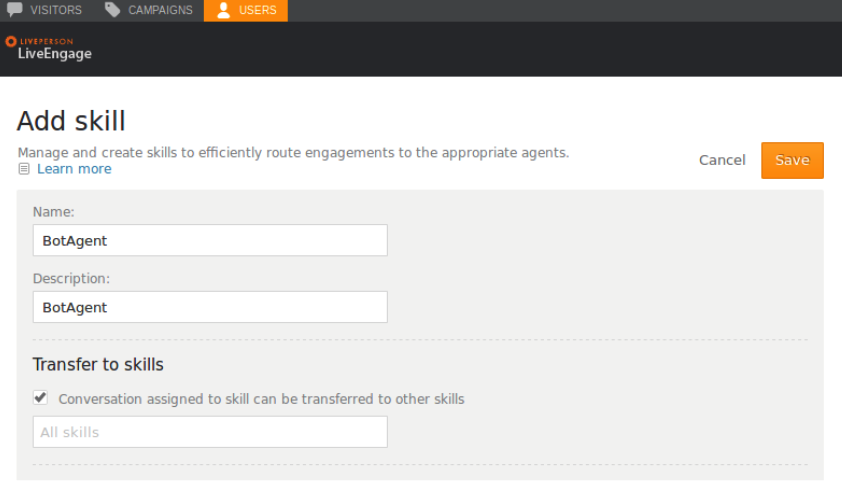 VISITORS CAMPAIGNS USERS
LIVEPERSON
LiveEngage
Add skill
Manage and create skills to efficiently route engagements to the appropriate agents.
Learn more
Cancel Save
Name:
BotAgent
Description:
BotAgent
Transfer to skills
Conversation assigned to skill can be transferred to other skills
All skills